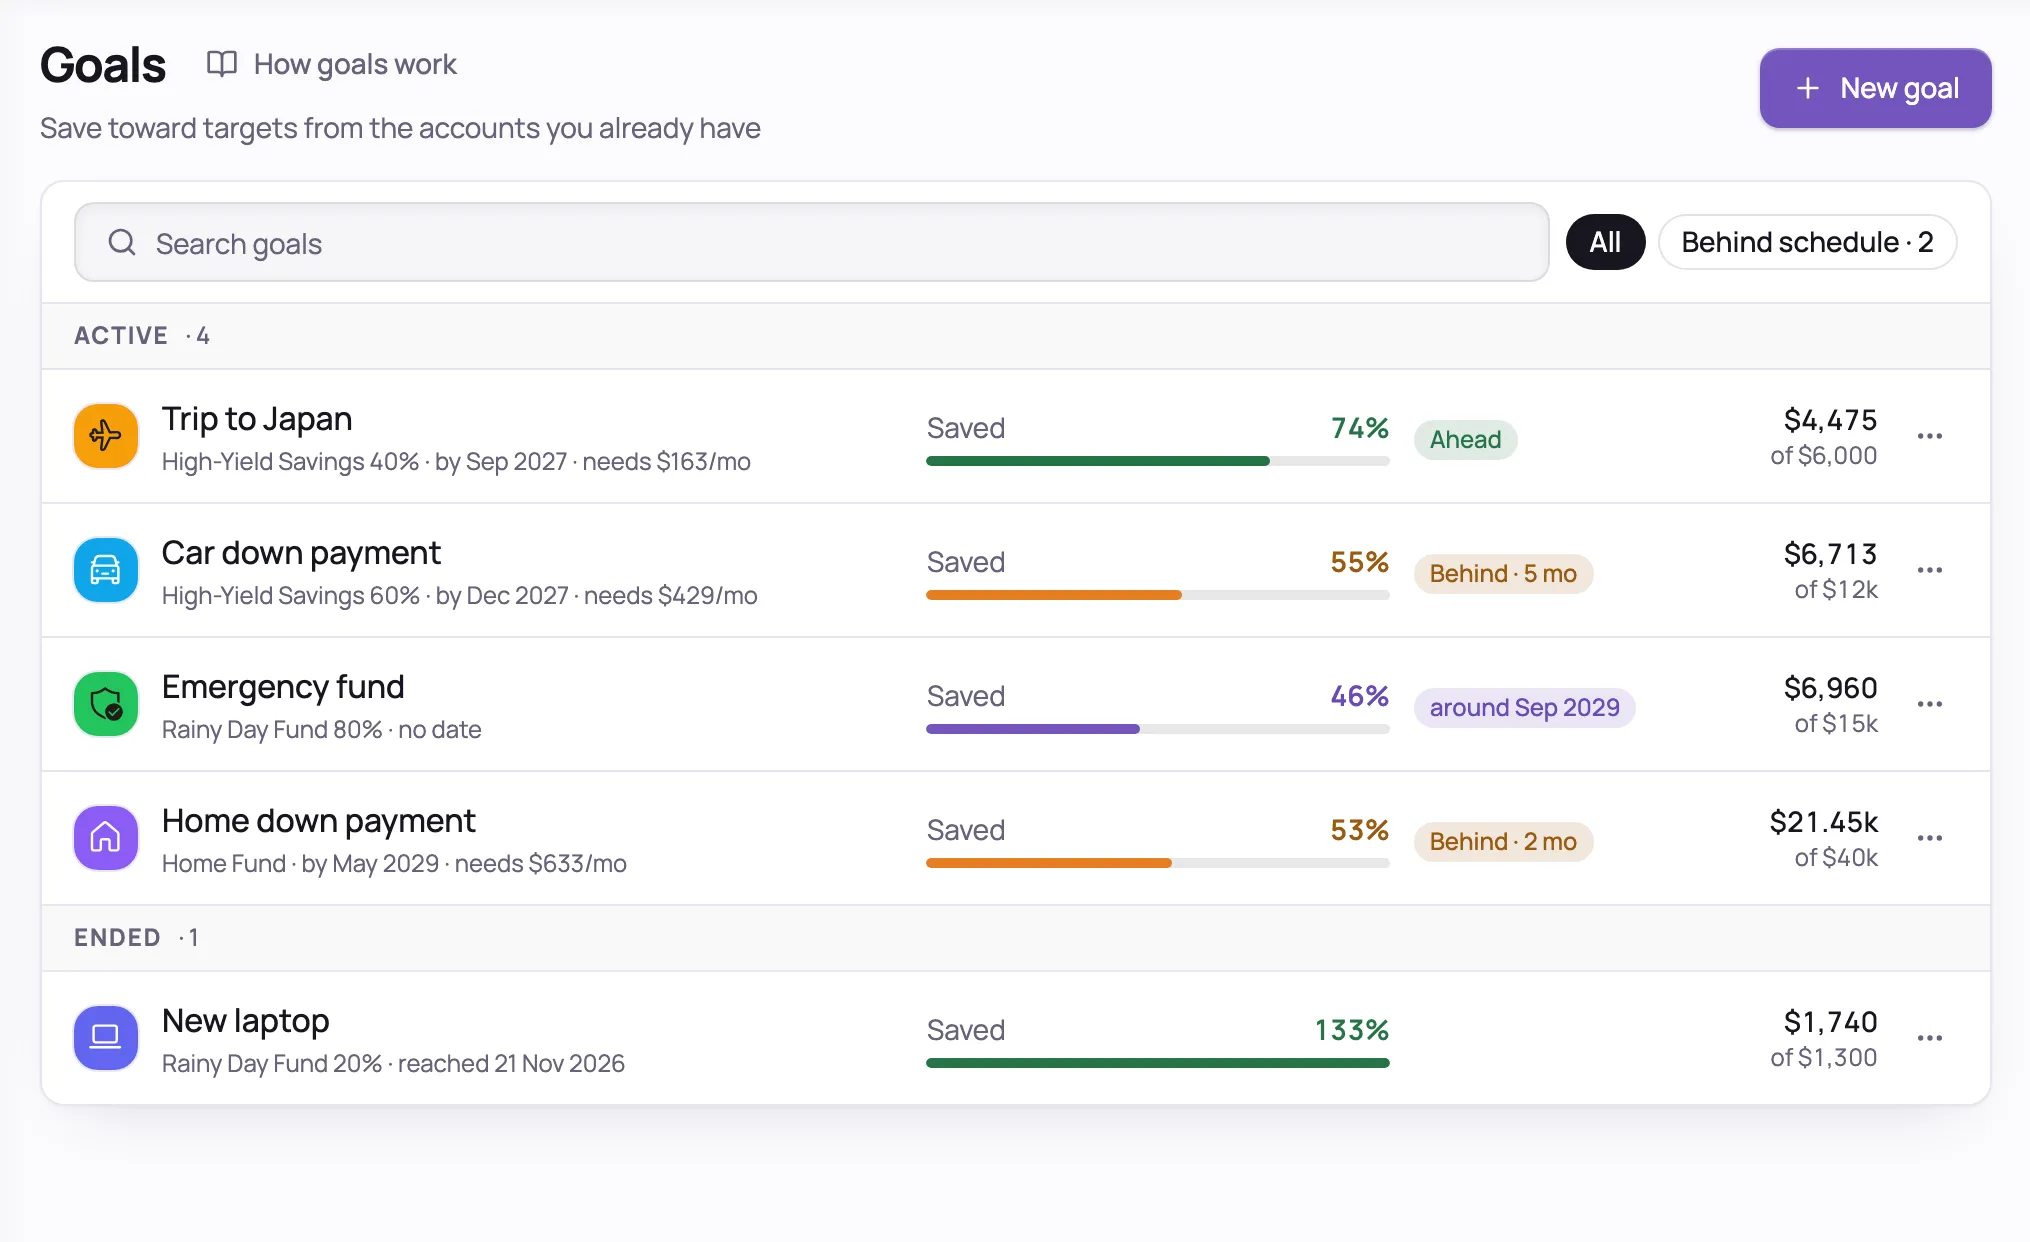 Goals
How goals work
New goal
Save toward targets from the accounts you already have
Search goals
All
Behind schedule · 2
ACTIVE · 4
Trip to Japan
High-Yield Savings 40% · by Sep 2027 · needs $163/mo
Saved
74%
Ahead
$4,475
of $6,000
Car down payment
High-Yield Savings 60% · by Dec 2027 · needs $429/mo
Saved
55%
Behind · 5 mo
$6,713
of $12k
Emergency fund
Rainy Day Fund 80% · no date
Saved
46%
around Sep 2029
$6,960
of $15k
Home down payment
Home Fund · by May 2029 · needs $633/mo
Saved
53%
Behind · 2 mo
$21.45k
of $40k
ENDED · 1
New laptop
Rainy Day Fund 20% · reached 21 Nov 2026
Saved
133%
$1,740
of $1,300